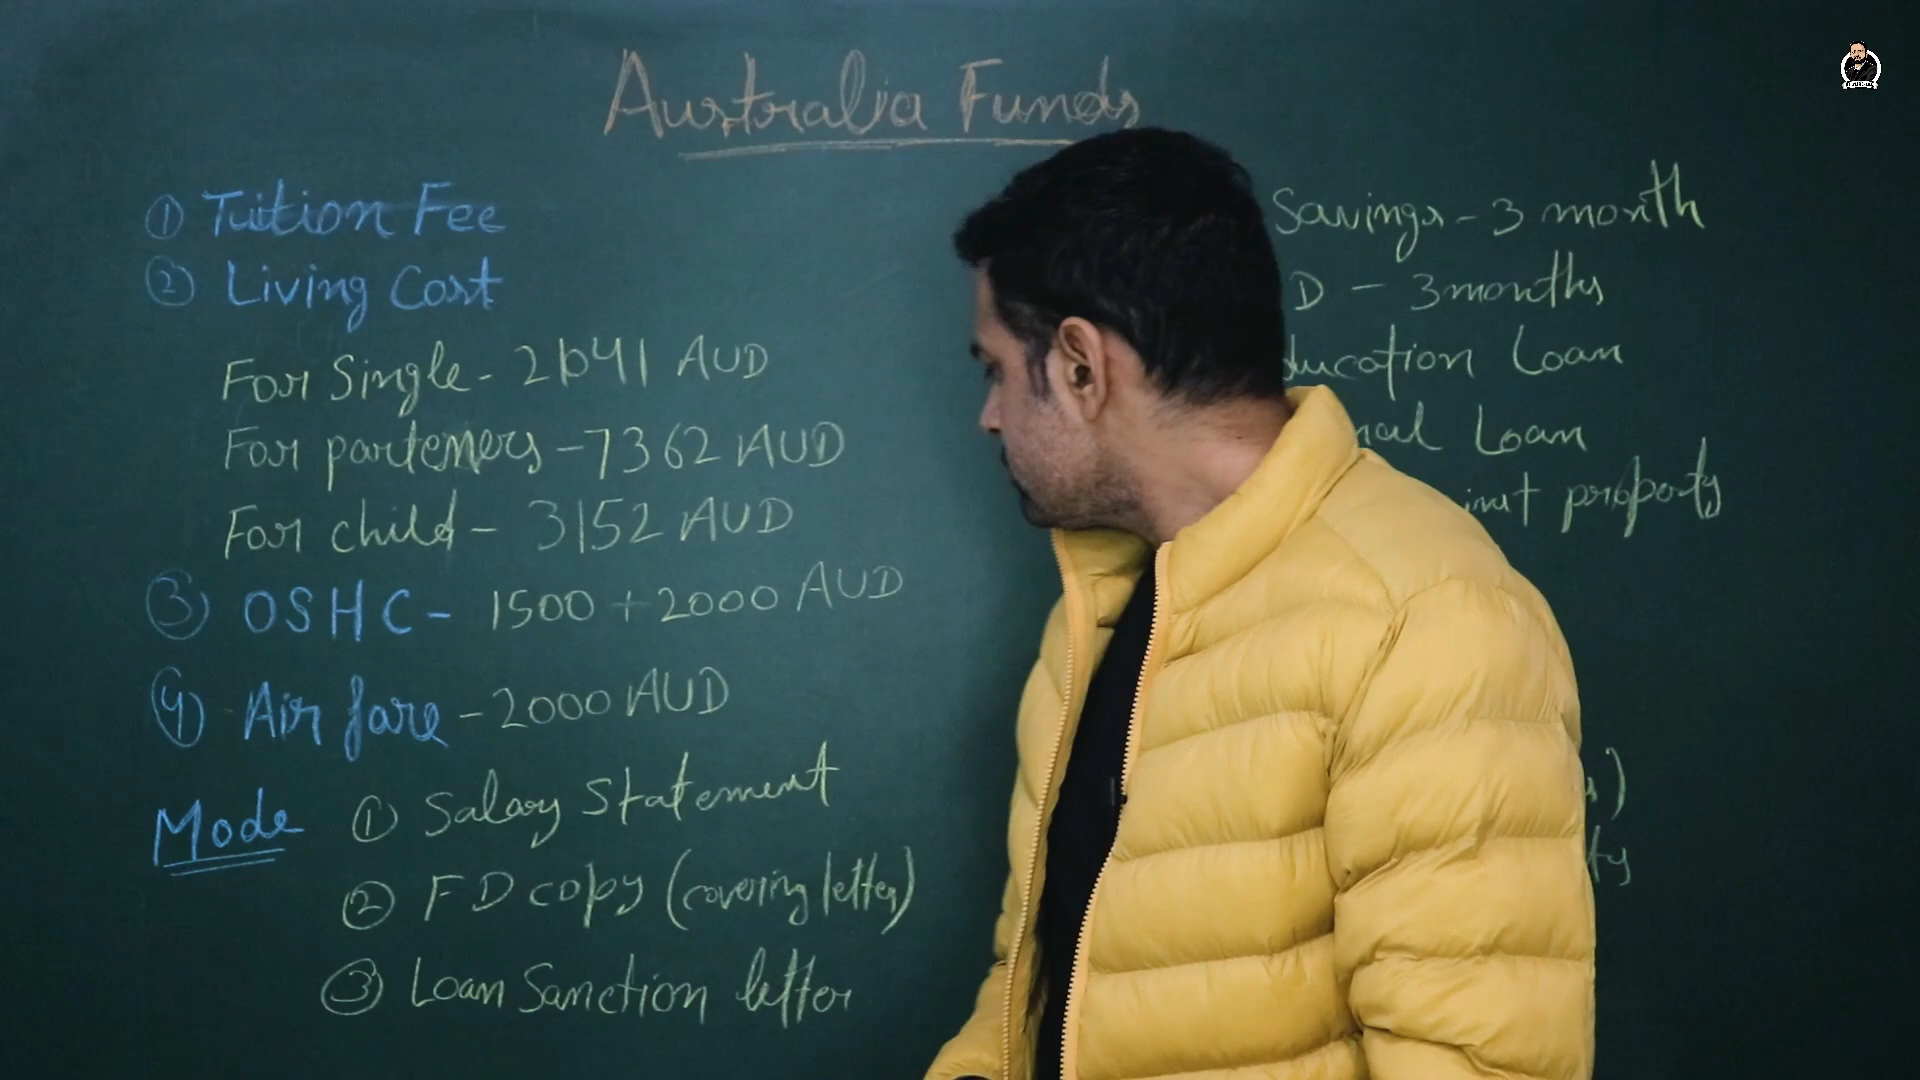 Australia Funds
① Tuition Fee
② Living Cost
For Single - 21041 AUD
For parteners - 7362 AUD
For child - 3152 AUD
③ OSHC - 1500 + 2000 AUD
④ Air fare - 2000 AUD
Mode ① Salary Statement
② FD copy (covering letter)
③ Loan Sanction letter
Savings - 3 month
D - 3 months
ducation Loan
Loan
property